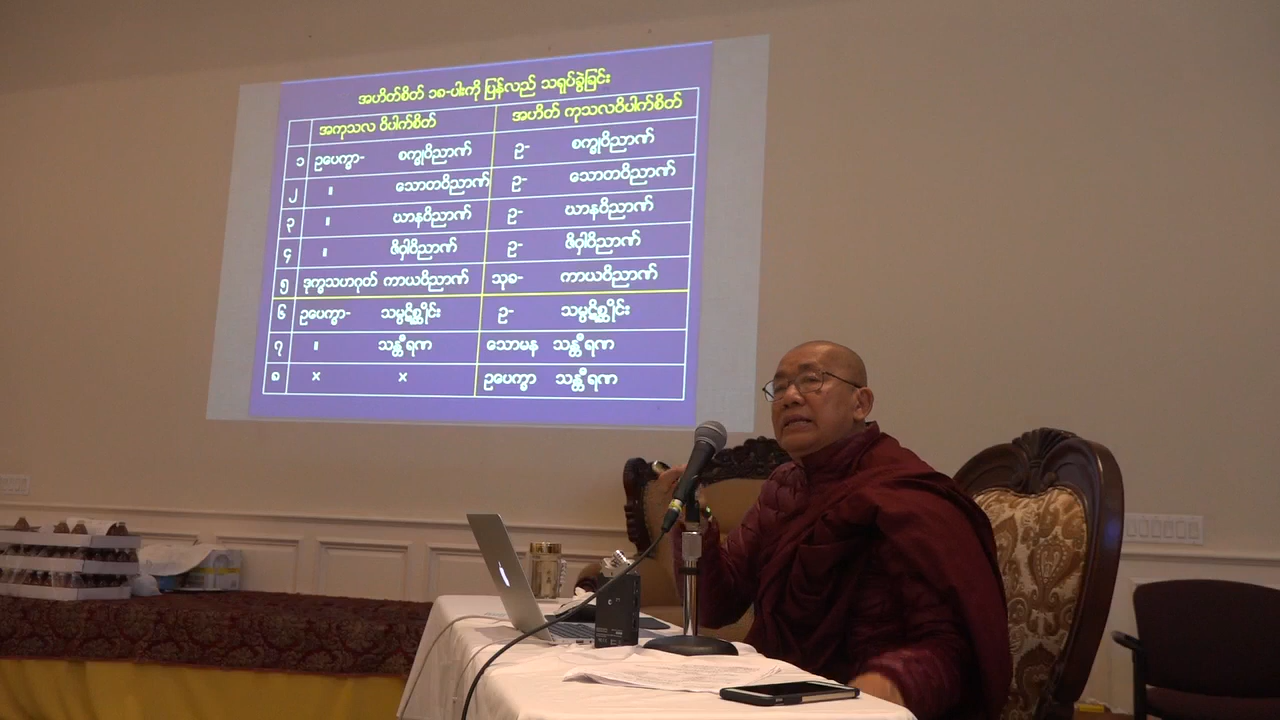 အဟိတ်စိတ် ၁၈-ပါးကို ပြန်လည် သရုပ်ခွဲခြင်း
အကုသလ ဝိပါက်စိတ် အဟိတ် ကုသလဝိပါက်စိတ်
၁ ဥပေက္ခာ- စက္ခုဝိညာဏ် ဥ- စက္ခုဝိညာဏ်
၂ ။ သောတဝိညာဏ် ဥ- သောတဝိညာဏ်
၃ ။ ဃာနဝိညာဏ် ဥ- ဃာနဝိညာဏ်
၄ ။ ဇိဝှါဝိညာဏ် ဥ- ဇိဝှါဝိညာဏ်
၅ ဒုက္ခသဟဂုတ် ကာယဝိညာဏ် သုခ- ကာယဝိညာဏ်
၆ ဥပေက္ခာ- သမ္ပဋိစ္ဆိုင်း ဥ- သမ္ပဋိစ္ဆိုင်း
၇ ။ သန္တီရဏ သောမန သန္တီရဏ
၈ × × ဥပေက္ခာ သန္တီရဏ